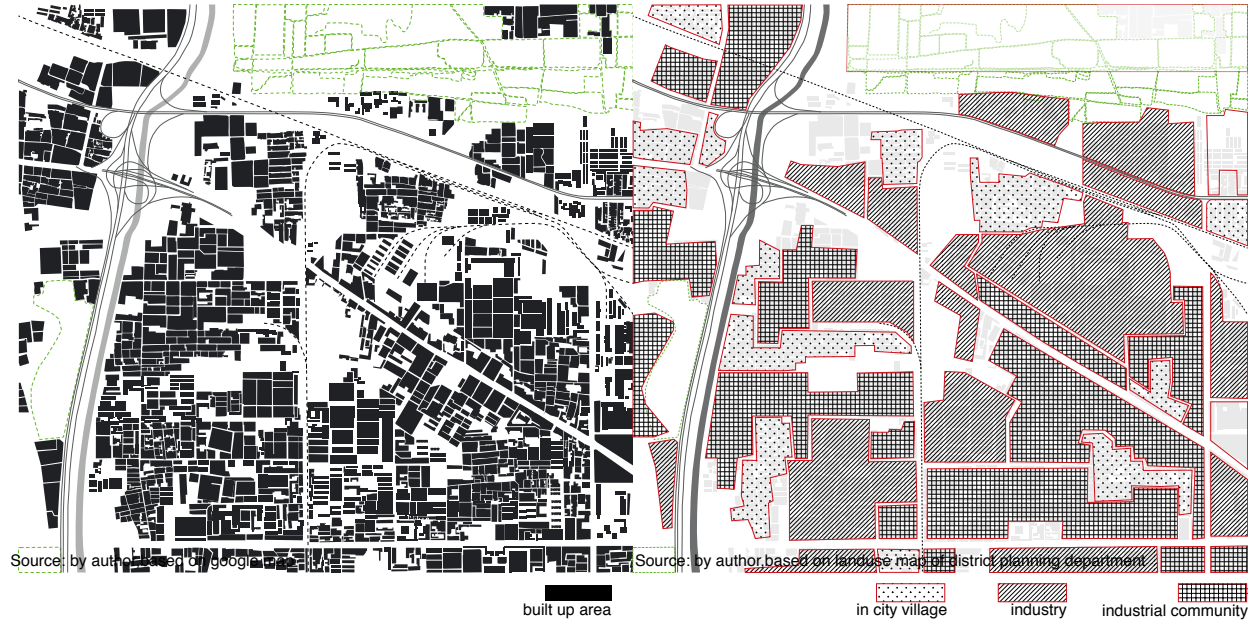 Source: by author,based on google map
Source: by author,based on landuse map of district planning department
built up area
in city village
industry
industrial community